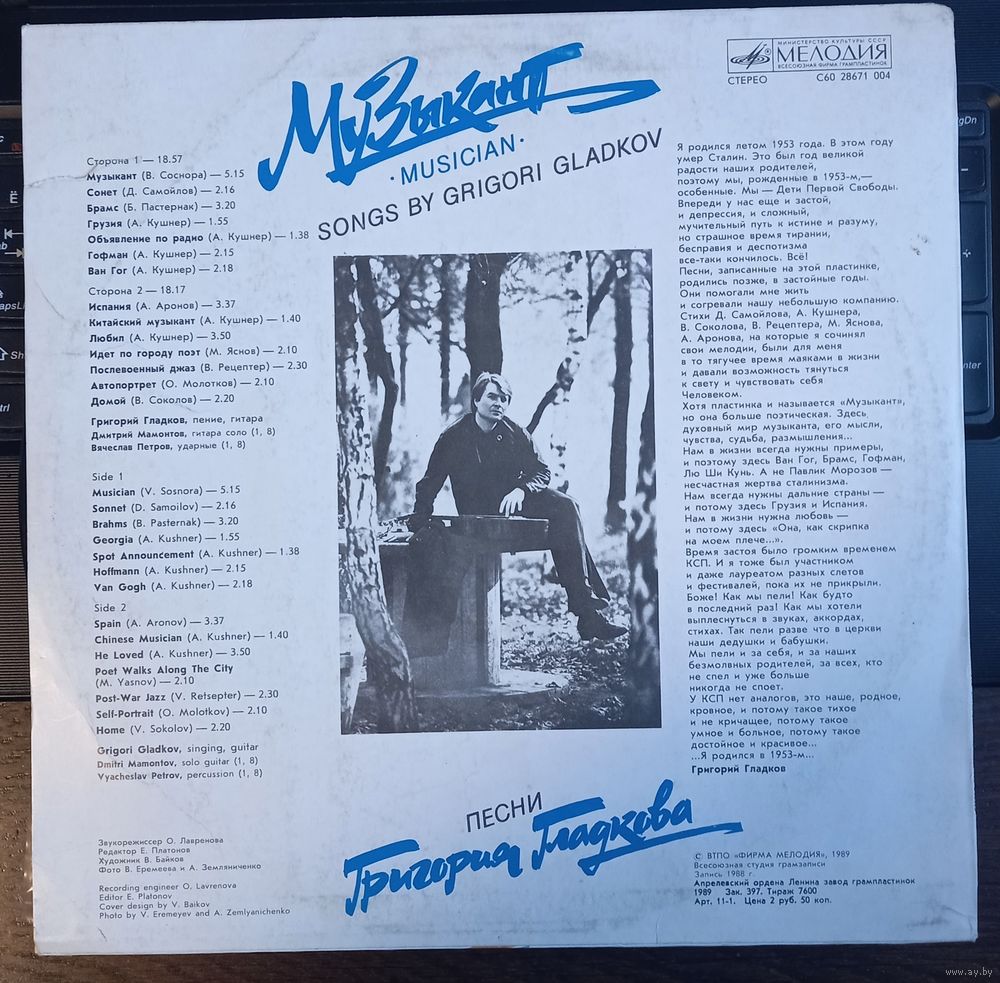 Музыкант
·MUSICIAN·
SONGS BY GRIGORI GLADKOV
МИНИСТЕРСТВО КУЛЬТУРЫ СССР
МЕЛОДИЯ
ВСЕСОЮЗНАЯ ФИРМА ГРАМПЛАСТИНОК
СТЕРЕО С60 28671 004
Сторона 1 — 18.57
Музыкант (В. Соснора) — 5.15
Сонет (Д. Самойлов) — 2.16
Брамс (Б. Пастернак) — 3.20
Грузия (А. Кушнер) — 1.55
Объявление по радио (А. Кушнер) — 1.38
Гофман (А. Кушнер) — 2.15
Ван Гог (А. Кушнер) — 2.18
Сторона 2 — 18.17
Испания (А. Аронов) — 3.37
Китайский музыкант (А. Кушнер) — 1.40
Любил (А. Кушнер) — 3.50
Идет по городу поэт (М. Яснов) — 2.10
Послевоенный джаз (В. Рецептер) — 2.30
Автопортрет (О. Молотков) — 2.10
Домой (В. Соколов) — 2.20
Григорий Гладков, пение, гитара
Дмитрий Мамонтов, гитара соло (1, 8)
Вячеслав Петров, ударные (1, 8)
Side 1
Musician (V. Sosnora) — 5.15
Sonnet (D. Samoilov) — 2.16
Brahms (B. Pasternak) — 3.20
Georgia (A. Kushner) — 1.55
Spot Announcement (A. Kushner) — 1.38
Hoffmann (A. Kushner) — 2.15
Van Gogh (A. Kushner) — 2.18
Side 2
Spain (A. Aronov) — 3.37
Chinese Musician (A. Kushner) — 1.40
He Loved (A. Kushner) — 3.50
Poet Walks Along The City
(M. Yasnov) — 2.10
Post-War Jazz (V. Retsepter) — 2.30
Self-Portrait (O. Molotkov) — 2.10
Home (V. Sokolov) — 2.20
Grigori Gladkov, singing, guitar
Dmitri Mamontov, solo guitar (1, 8)
Vyacheslav Petrov, percussion (1, 8)
Звукорежиссер О. Лавренова
Редактор Е. Платонов
Художник В. Байков
Фото В. Еремеева и А. Земляниченко
Recording engineer O. Lavrenova
Editor E. Platonov
Cover design by V. Baikov
Photo by V. Eremeyev and A. Zemlyanichenko
Я родился летом 1953 года. В этом году
умер Сталин. Это был год великой
радости наших родителей,
поэтому мы, рожденные в 1953-м,—
особенные. Мы — Дети Первой Свободы.
Впереди у нас еще и застой,
и депрессия, и сложный,
мучительный путь к истине и разуму,
но страшное время тирании,
бесправия и деспотизма
все-таки кончилось. Всё!
Песни, записанные на этой пластинке,
родились позже, в застойные годы.
Они помогали мне жить
и согревали нашу небольшую компанию.
Стихи Д. Самойлова, А. Кушнера,
В. Соколова, В. Рецептера, М. Яснова,
А. Аронова, на которые я сочинял
свои мелодии, были для меня
в то тягучее время маяками в жизни
и давали возможность тянуться
к свету и чувствовать себя
Человеком.
Хотя пластинка и называется «Музыкант»,
но она больше поэтическая. Здесь
духовный мир музыканта, его мысли,
чувства, судьба, размышления...
Нам в жизни всегда нужны примеры,
и поэтому здесь Ван Гог, Брамс, Гофман,
Лю Ши Кунь. А не Павлик Морозов —
несчастная жертва сталинизма.
Нам всегда нужны дальние страны —
и потому здесь Грузия и Испания.
Нам в жизни нужна любовь —
и потому здесь «Она, как скрипка
на моем плече...».
Время застоя было громким временем
КСП. И я тоже был участником
и даже лауреатом разных слетов
и фестивалей, пока их не прикрыли.
Боже! Как мы пели! Как будто
в последний раз! Как мы хотели
выплеснуться в звуках, аккордах,
стихах. Так пели разве что в церкви
наши дедушки и бабушки.
Мы пели и за себя, и за наших
безмолвных родителей, за всех, кто
не спел и уже больше
никогда не споет.
У КСП нет аналогов, это наше, родное,
кровное, и потому такое тихое
и не кричащее, потому такое
умное и больное, потому такое
достойное и красивое...
...Я родился в 1953-м...
Григорий Гладков
ПЕСНИ
Григория Гладкова
© ВТПО «ФИРМА МЕЛОДИЯ», 1989
Всесоюзная студия грамзаписи
Запись 1988 г.
Апрелевский ордена Ленина завод грампластинок
1989 Зак. 397. Тираж 7600
Арт. 11-1. Цена 2 руб. 50 коп.
www.ay.by